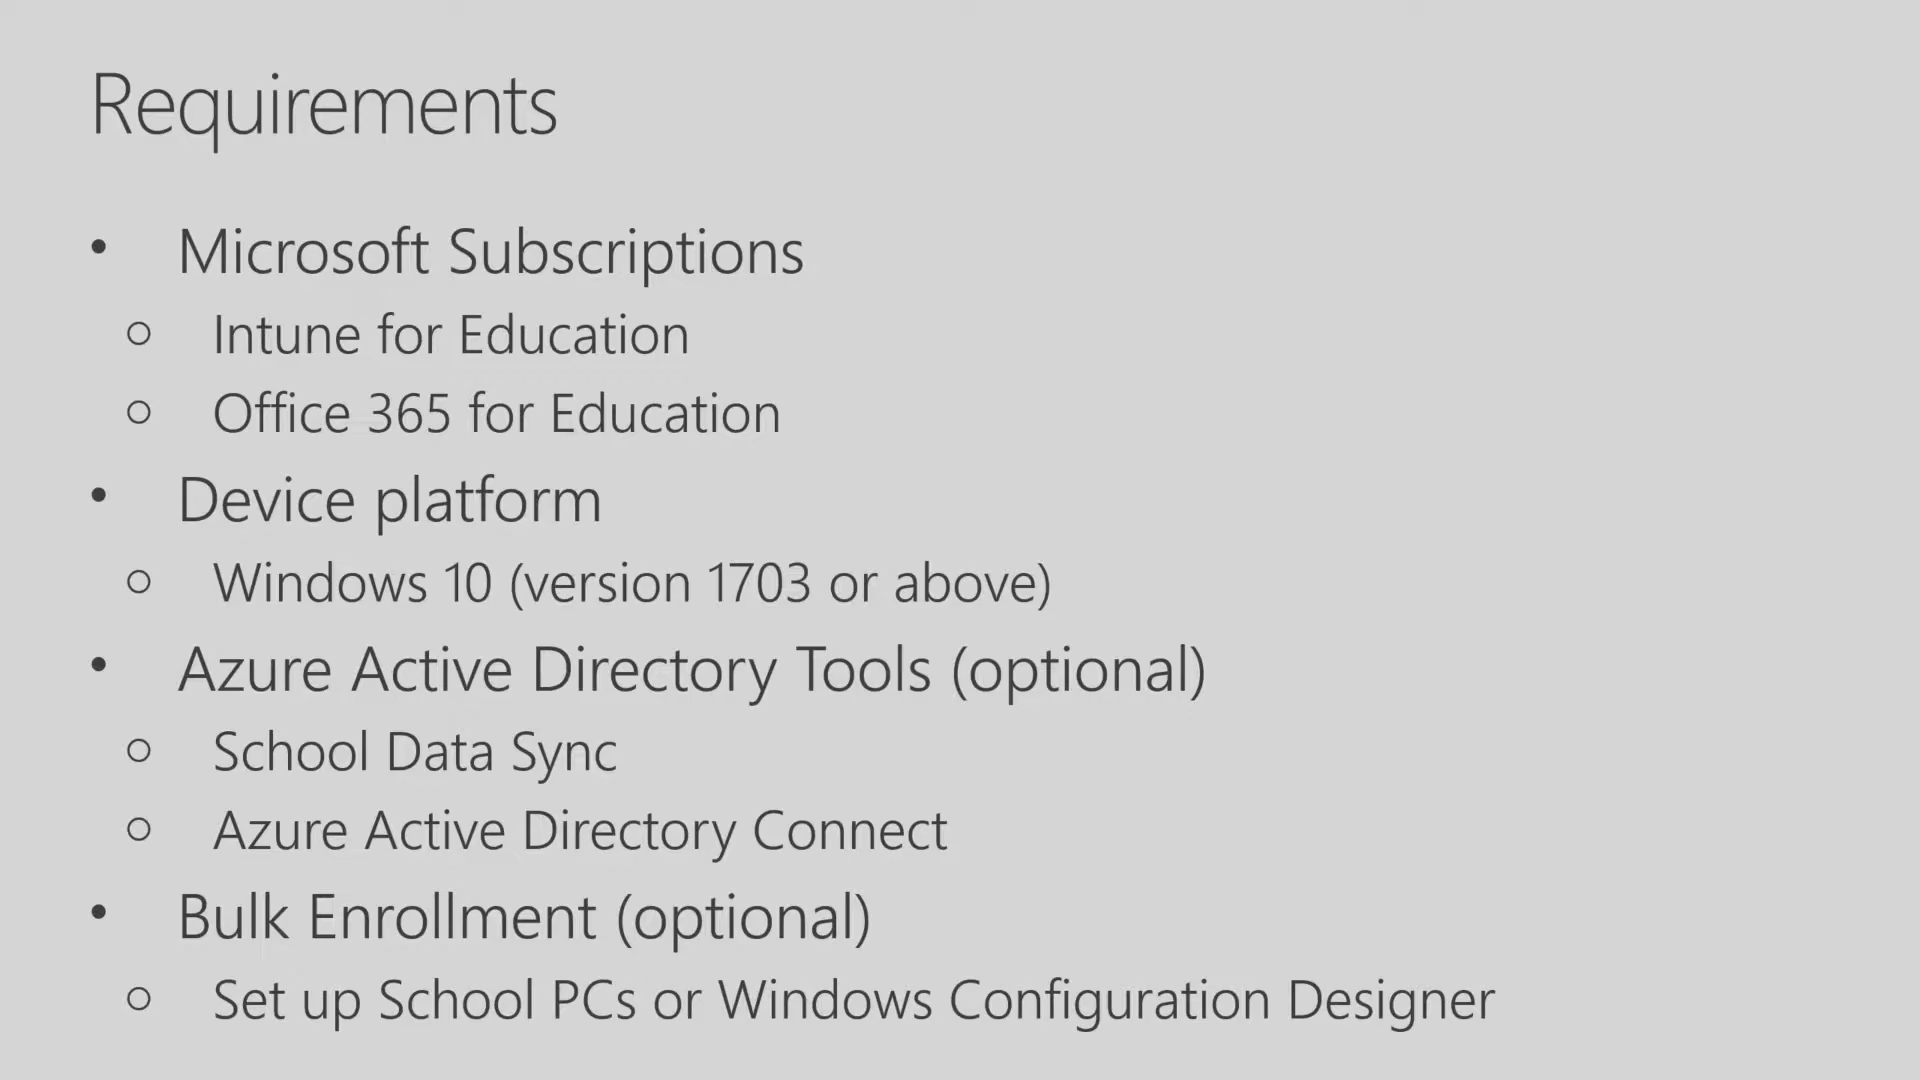 Requirements
• Microsoft Subscriptions
○ Intune for Education
○ Office 365 for Education
• Device platform
○ Windows 10 (version 1703 or above)
• Azure Active Directory Tools (optional)
○ School Data Sync
○ Azure Active Directory Connect
• Bulk Enrollment (optional)
○ Set up School PCs or Windows Configuration Designer